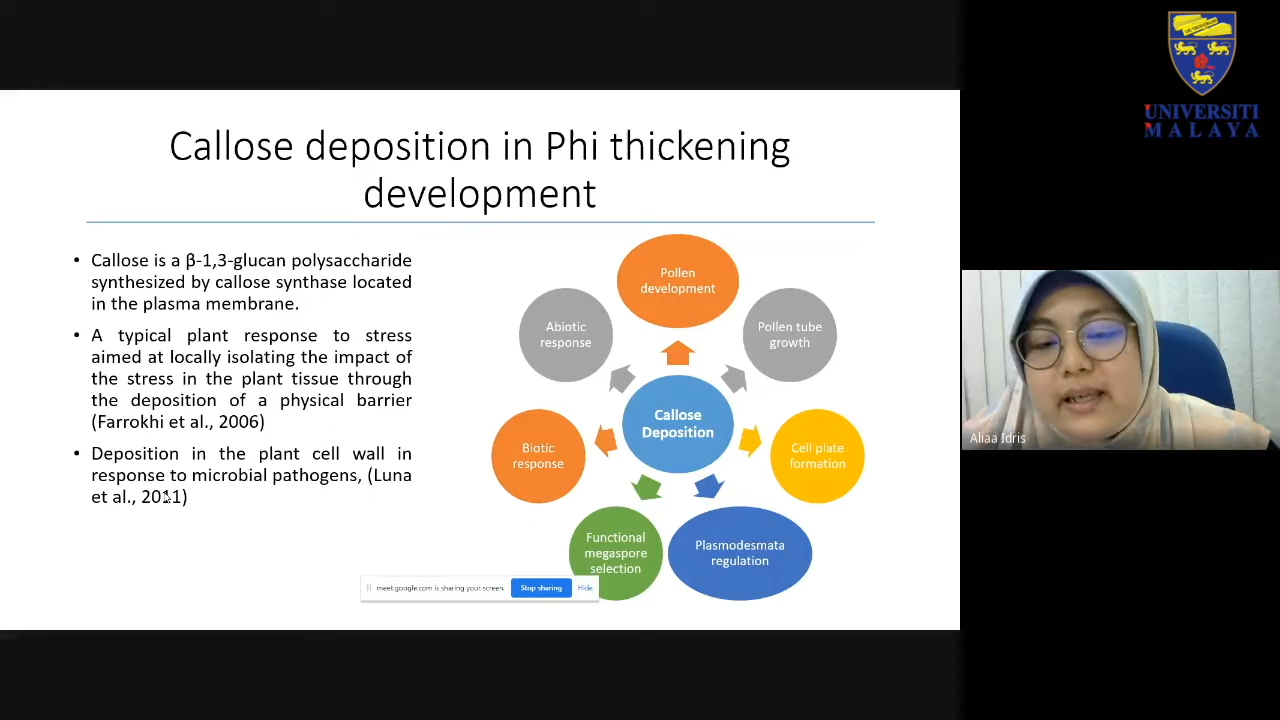 Callose deposition in Phi thickening
development
• Callose is a β-1,3-glucan polysaccharide
synthesized by callose synthase located
in the plasma membrane.
• A typical plant response to stress
aimed at locally isolating the impact of
the stress in the plant tissue through
the deposition of a physical barrier
(Farrokhi et al., 2006)
• Deposition in the plant cell wall in
response to microbial pathogens, (Luna
et al., 2011)
Pollen
development
Pollen tube
growth
Cell plate
formation
Plasmodesmata
regulation
Functional
megaspore
selection
Biotic
response
Abiotic
response
Callose
Deposition
meet.google.com is sharing your screen.
Stop sharing
Hide
UNIVERSITI
MALAYA
Aliaa Idris